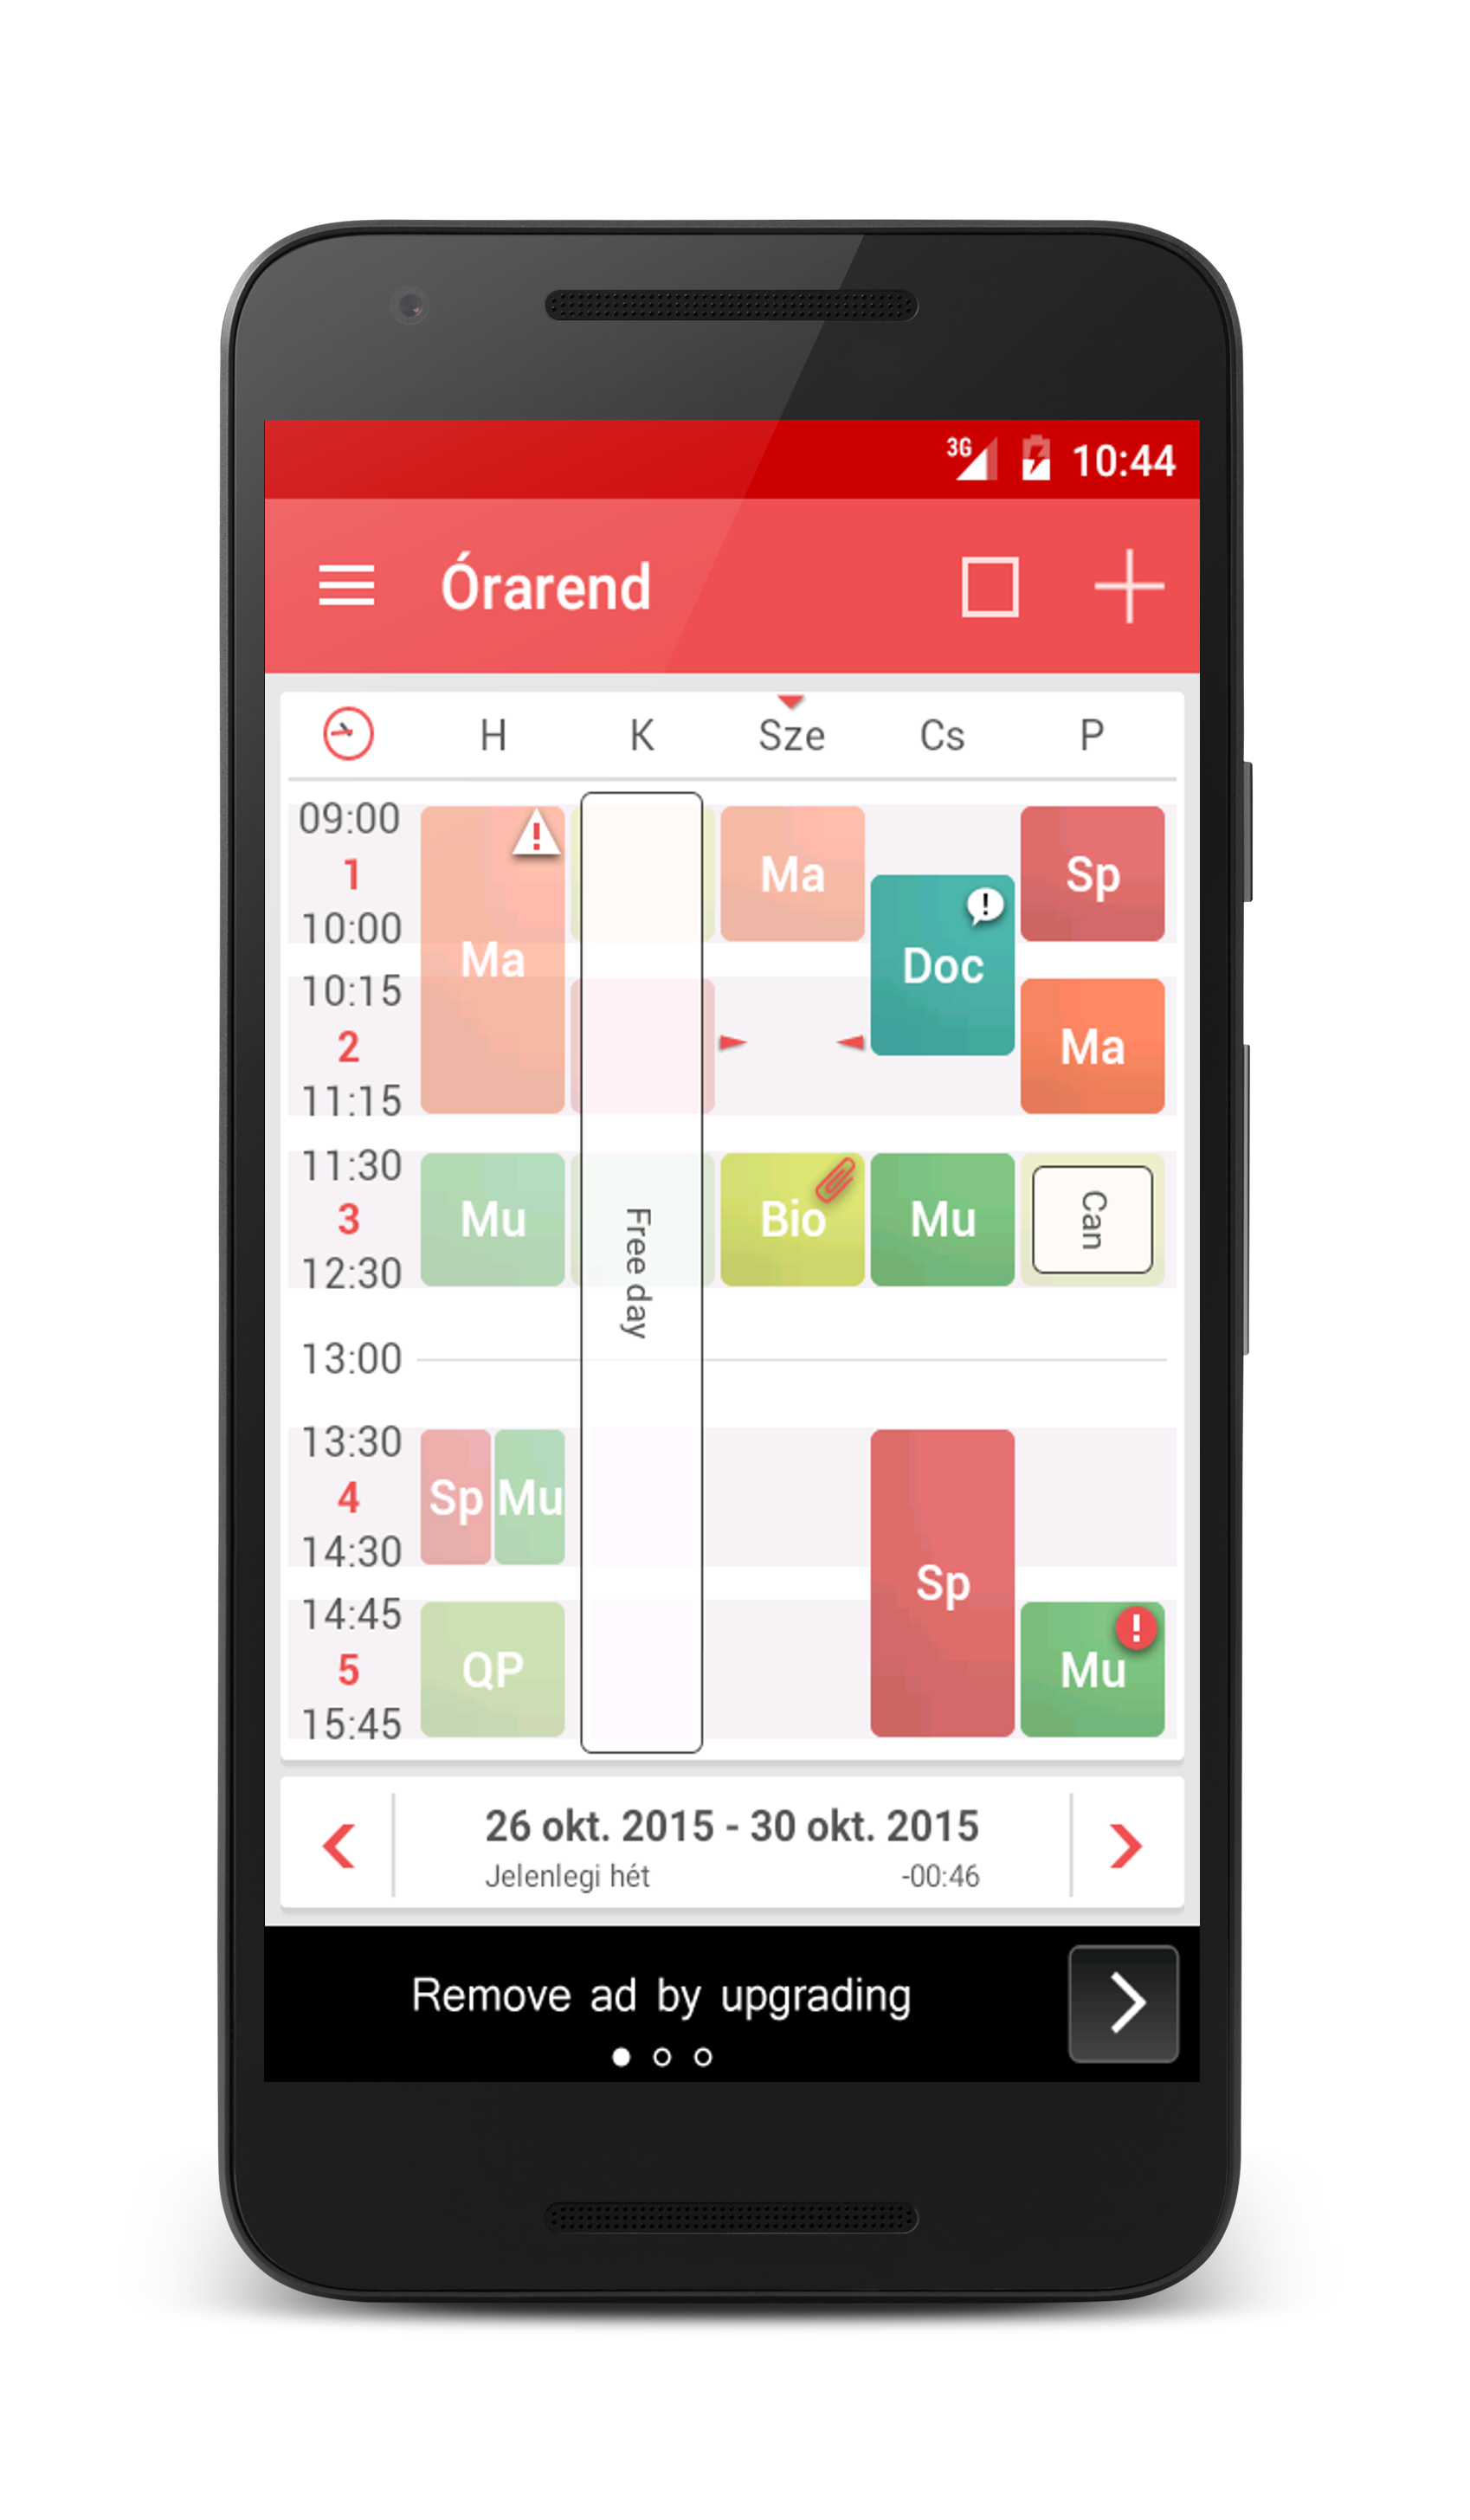 3G 10:44
Órarend
H K Sze Cs P
09:00
1
10:00
Ma
Ma
Doc
Sp
10:15
2
11:15
Ma
11:30
3
12:30
Mu
Free day
Bio
Mu
Can
13:00
13:30
4
14:30
Sp Mu
Sp
14:45
5
15:45
QP
Mu
26 okt. 2015 - 30 okt. 2015
Jelenlegi hét -00:46
Remove ad by upgrading